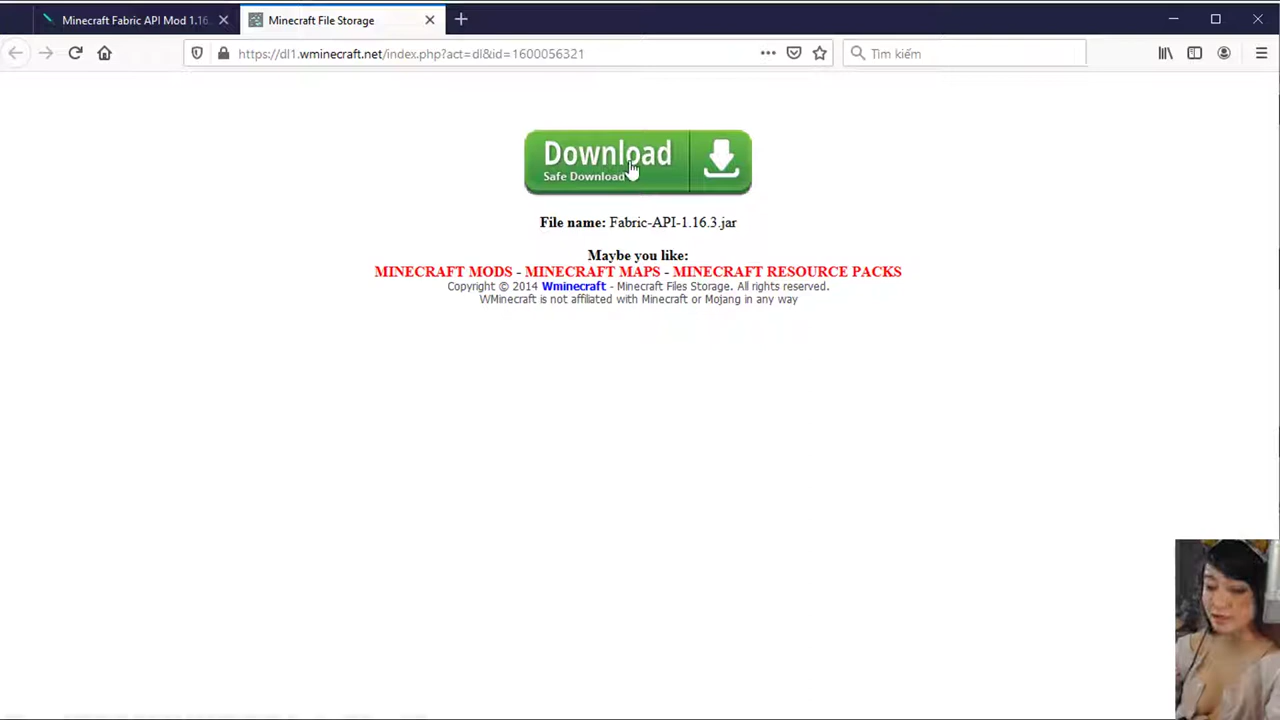 Minecraft Fabric API Mod 1.16.
Minecraft File Storage
https://dl1.wminecraft.net/index.php?act=dl&id=1600056321
Tìm kiếm
Download
Safe Download
File name: Fabric-API-1.16.3.jar
Maybe you like:
MINECRAFT MODS - MINECRAFT MAPS - MINECRAFT RESOURCE PACKS
Copyright © 2014 Wminecraft - Minecraft Files Storage. All rights reserved.
WMinecraft is not affiliated with Minecraft or Mojang in any way